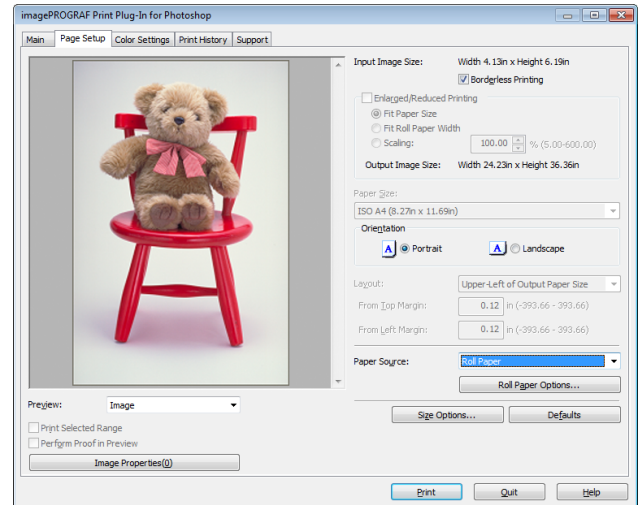 imagePROGRAF Print Plug-In for Photoshop
Main Page Setup Color Settings Print History Support
Input Image Size: Width 4.13in x Height 6.19in
Borderless Printing
Enlarged/Reduced Printing
Fit Paper Size
Fit Roll Paper Width
Scaling: 100.00 % (5.00-600.00)
Output Image Size: Width 24.23in x Height 36.36in
Paper Size:
ISO A4 (8.27in x 11.69in)
Orientation
A Portrait A Landscape
Layout: Upper-Left of Output Paper Size
From Top Margin: 0.12 in (-393.66 - 393.66)
From Left Margin: 0.12 in (-393.66 - 393.66)
Paper Source: Roll Paper
Roll Paper Options...
Preview: Image
Size Options... Defaults
Print Selected Range
Perform Proof in Preview
Image Properties(0)
Print Quit Help